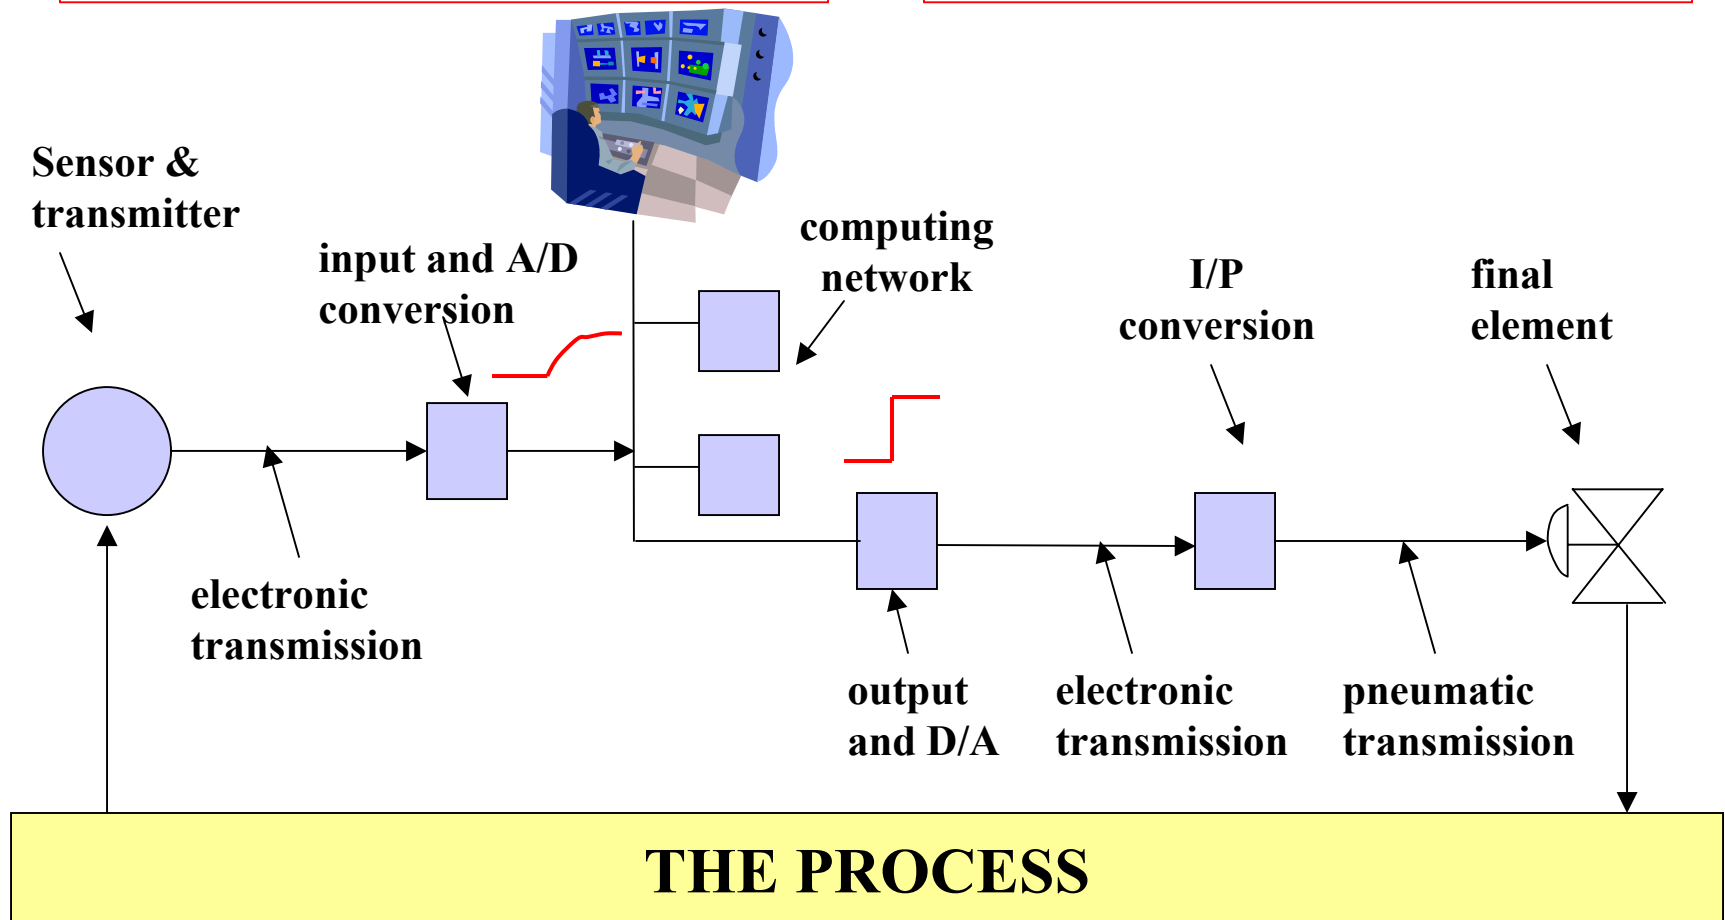 Sensor &
transmitter
input and A/D
conversion
computing
network
I/P
conversion
final
element
electronic
transmission
output
and D/A
electronic
transmission
pneumatic
transmission
THE PROCESS